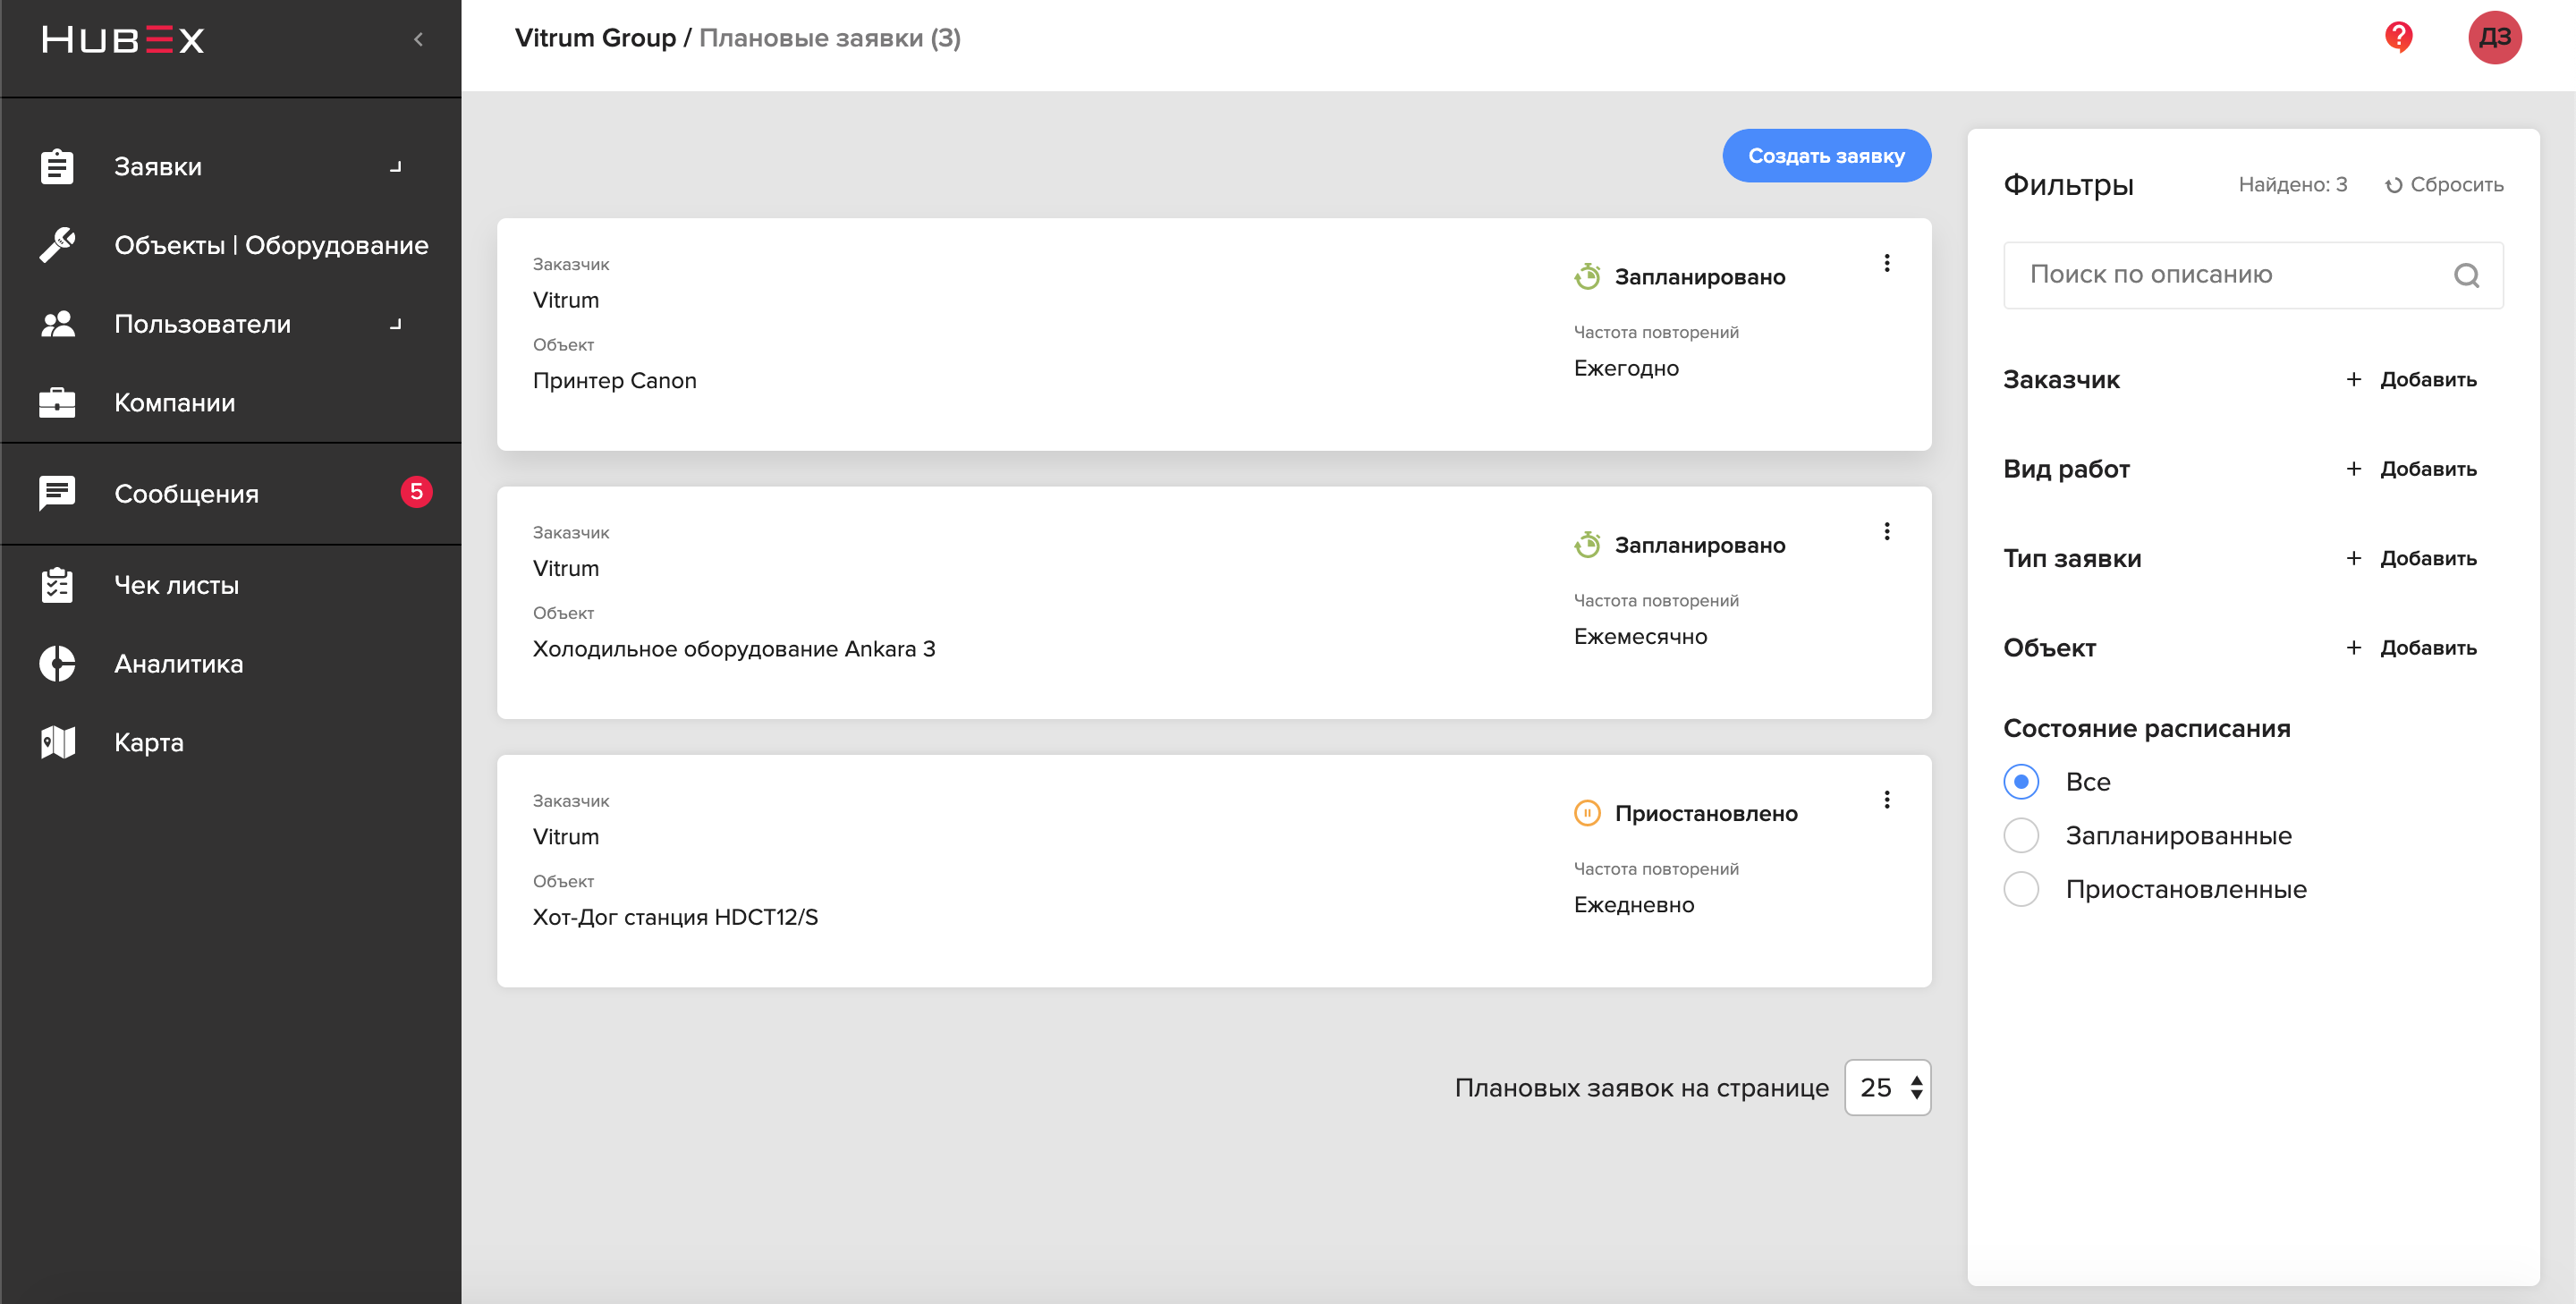 HUBEX
Заявки
Объекты | Оборудование
Пользователи
Компании
Сообщения
5
Чек листы
Аналитика
Карта
Vitrum Group / Плановые заявки (3)
?
ДЗ
Создать заявку
Заказчик
Vitrum
Объект
Принтер Canon
Запланировано
Частота повторений
Ежегодно
Заказчик
Vitrum
Объект
Холодильное оборудование Ankara 3
Запланировано
Частота повторений
Ежемесячно
Заказчик
Vitrum
Объект
Хот-Дог станция HDCT12/S
Приостановлено
Частота повторений
Ежедневно
Плановых заявок на странице 25
Фильтры Найдено: 3 Сбросить
Поиск по описанию
Заказчик + Добавить
Вид работ + Добавить
Тип заявки + Добавить
Объект + Добавить
Состояние расписания
Все
Запланированные
Приостановленные